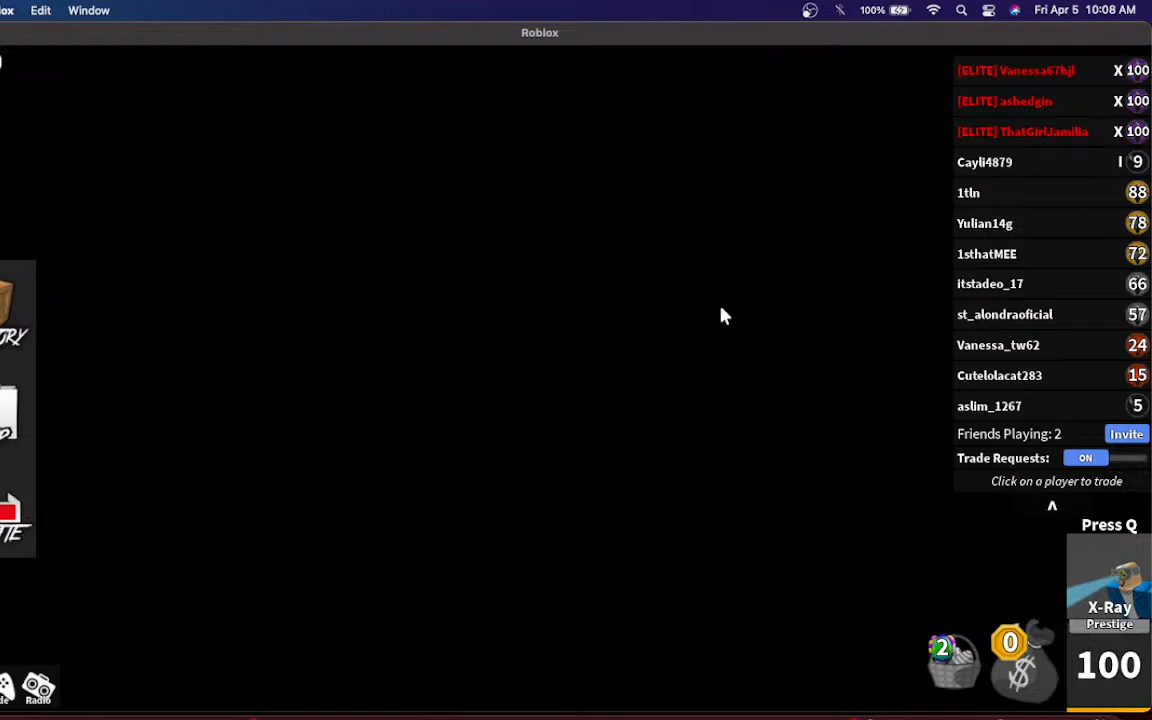 Edit Window 100% Fri Apr 5 10:08 AM
Roblox
[ELITE] Vanessa67hjl X 100
[ELITE] ashedgin X 100
[ELITE] ThatGirlJamilia X 100
Cayli4879 I 9
1tln 88
Yulian14g 78
1sthatMEE 72
itstadeo_17 66
st_alondraoficial 57
Vanessa_tw62 24
Cutelolacat283 15
aslim_1267 5
Friends Playing: 2 Invite
Trade Requests: ON
Click on a player to trade
^
Press Q
X-Ray
Prestige
2
0
$
100
Radio